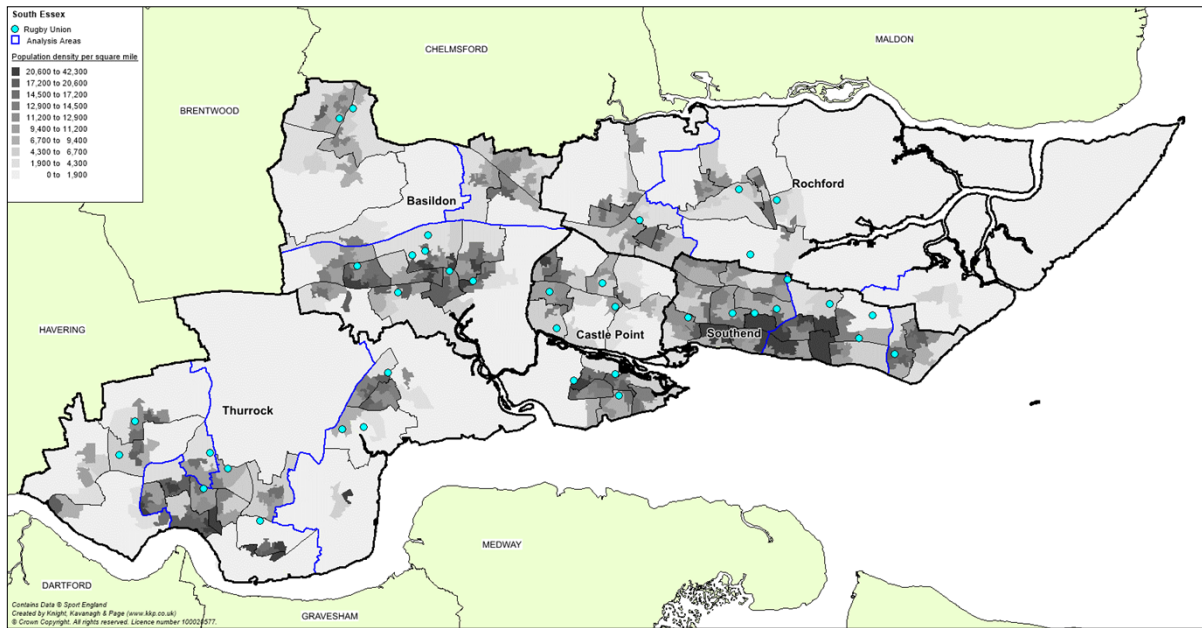 South Essex
Rugby Union
Analysis Areas
Population density per square mile
20,600 to 42,300
17,200 to 20,600
14,500 to 17,200
12,900 to 14,500
11,200 to 12,900
9,400 to 11,200
6,700 to 9,400
4,300 to 6,700
1,900 to 4,300
0 to 1,900
CHELMSFORD
MALDON
BRENTWOOD
Rochford
Basildon
HAVERING
Castle Point
Southend
Thurrock
MEDWAY
DARTFORD
GRAVESHAM
Contains Data © Sport England
Created by Knight, Kavanagh & Page (www.kkp.co.uk)
© Crown Copyright. All rights reserved. Licence number 100020577.